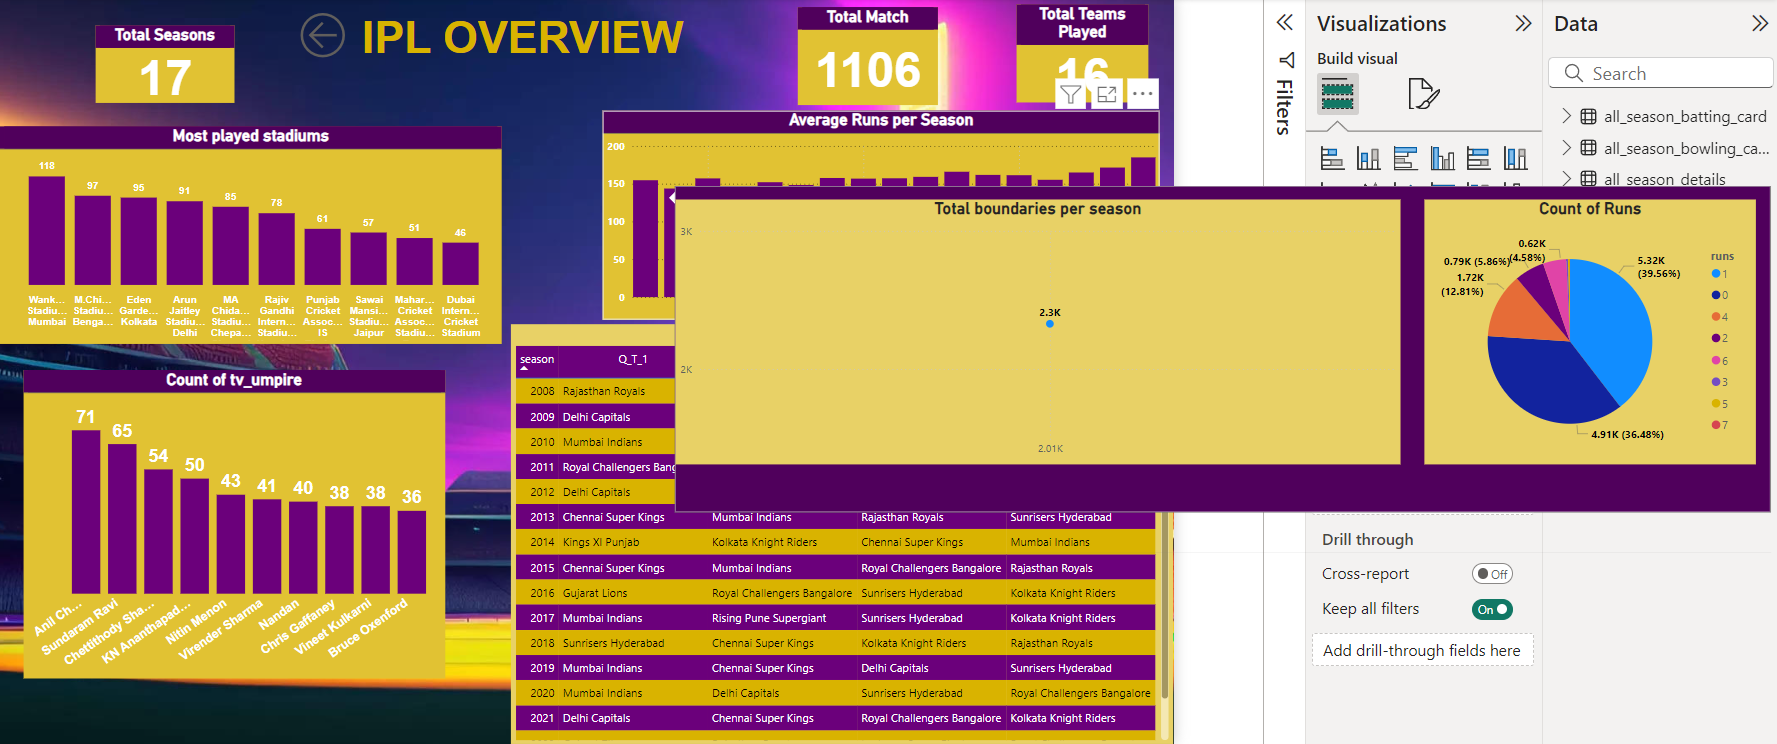 Total Seasons
17
IPL OVERVIEW
Total Match
1106
Total Teams
Played
16
Most played stadiums
118
97
95
91
85
78
61
57
51
46
Wank... M.Chi... Eden Arun MA Rajiv Punjab Sawai Mahar... Dubai
Stadiu... Stadiu... Garde... Jaitley Chida... Gandhi Cricket Mansi... Cricket Intern...
Mumbai Benga... Kolkata Stadiu... Stadiu... Intern... Assoc... Stadiu... Assoc... Cricket
Delhi Chepa... Stadiu... IS Jaipur Stadiu... Stadium
Count of tv_umpire
71
65
54
50
43
41
40
38
38
36
Anil Ch...
Sundaram Ravi
Chettithody Sha...
KN Ananthapad...
Nitin Menon
Virender Sharma
Nandan
Chris Gaffaney
Vineet Kulkarni
Bruce Oxenford
Average Runs per Season
200
150
100
50
0
Total boundaries per season
3K
2.3K
2K
2.01K
Count of Runs
0.62K
(4.58%)
0.79K (5.86%)
1.72K
(12.81%)
5.32K
(39.56%)
4.91K (36.48%)
runs
1
0
4
2
6
3
5
7
season Q_T_1
2008 Rajasthan Royals
2009 Delhi Capitals
2010 Mumbai Indians
2011 Royal Challengers Bang
2012 Delhi Capitals
2013 Chennai Super Kings Mumbai Indians Rajasthan Royals Sunrisers Hyderabad
2014 Kings XI Punjab Kolkata Knight Riders Chennai Super Kings Mumbai Indians
2015 Chennai Super Kings Mumbai Indians Royal Challengers Bangalore Rajasthan Royals
2016 Gujarat Lions Royal Challengers Bangalore Sunrisers Hyderabad Kolkata Knight Riders
2017 Mumbai Indians Rising Pune Supergiant Sunrisers Hyderabad Kolkata Knight Riders
2018 Sunrisers Hyderabad Chennai Super Kings Kolkata Knight Riders Rajasthan Royals
2019 Mumbai Indians Chennai Super Kings Delhi Capitals Sunrisers Hyderabad
2020 Mumbai Indians Delhi Capitals Sunrisers Hyderabad Royal Challengers Bangalore
2021 Delhi Capitals Chennai Super Kings Royal Challengers Bangalore Kolkata Knight Riders
Filters
Visualizations
Build visual
Drill through
Cross-report Off
Keep all filters On
Add drill-through fields here
Data
Search
all_season_batting_card
all_season_bowling_ca...
all_season_details